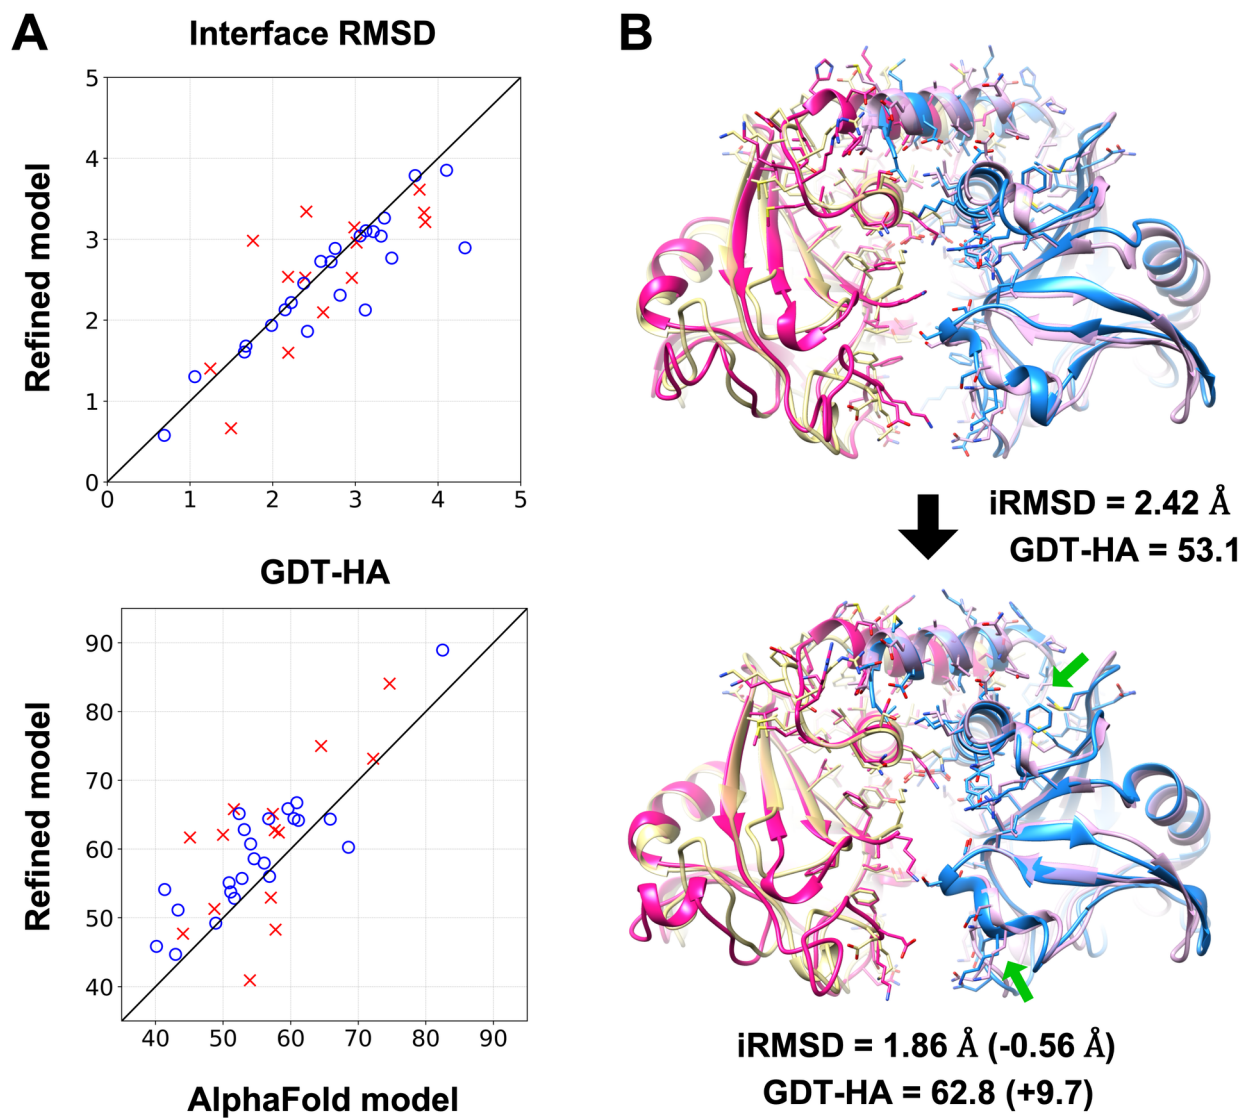 A
Interface RMSD
Refined model
5
4
3
2
1
0
0 1 2 3 4 5
GDT-HA
Refined model
90
80
70
60
50
40
40 50 60 70 80 90
AlphaFold model
B
iRMSD = 2.42 Å
GDT-HA = 53.1
iRMSD = 1.86 Å (-0.56 Å)
GDT-HA = 62.8 (+9.7)